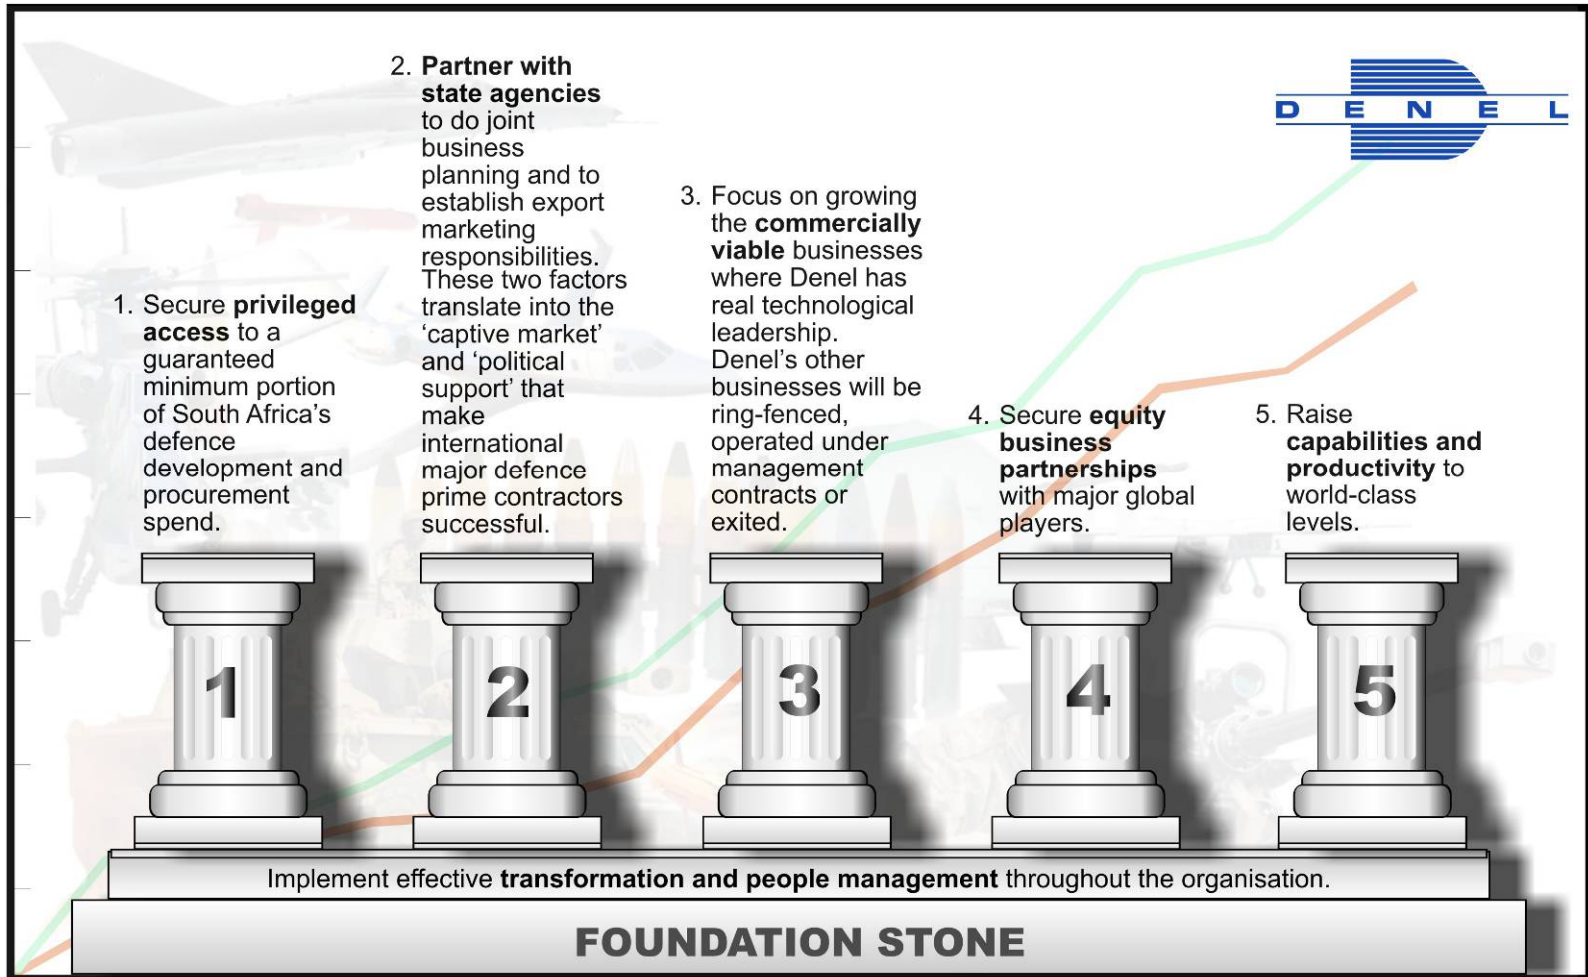 DENEL
1. Secure privileged
access to a
guaranteed
minimum portion
of South Africa’s
defence
development and
procurement
spend.
2. Partner with
state agencies
to do joint
business
planning and to
establish export
marketing
responsibilities.
These two factors
translate into the
‘captive market’
and ‘political
support’ that
make
international
major defence
prime contractors
successful.
3. Focus on growing
the commercially
viable businesses
where Denel has
real technological
leadership.
Denel’s other
businesses will be
ring-fenced,
operated under
management
contracts or
exited.
4. Secure equity
business
partnerships
with major global
players.
5. Raise
capabilities and
productivity to
world-class
levels.
1
2
3
4
5
Implement effective transformation and people management throughout the organisation.
FOUNDATION STONE